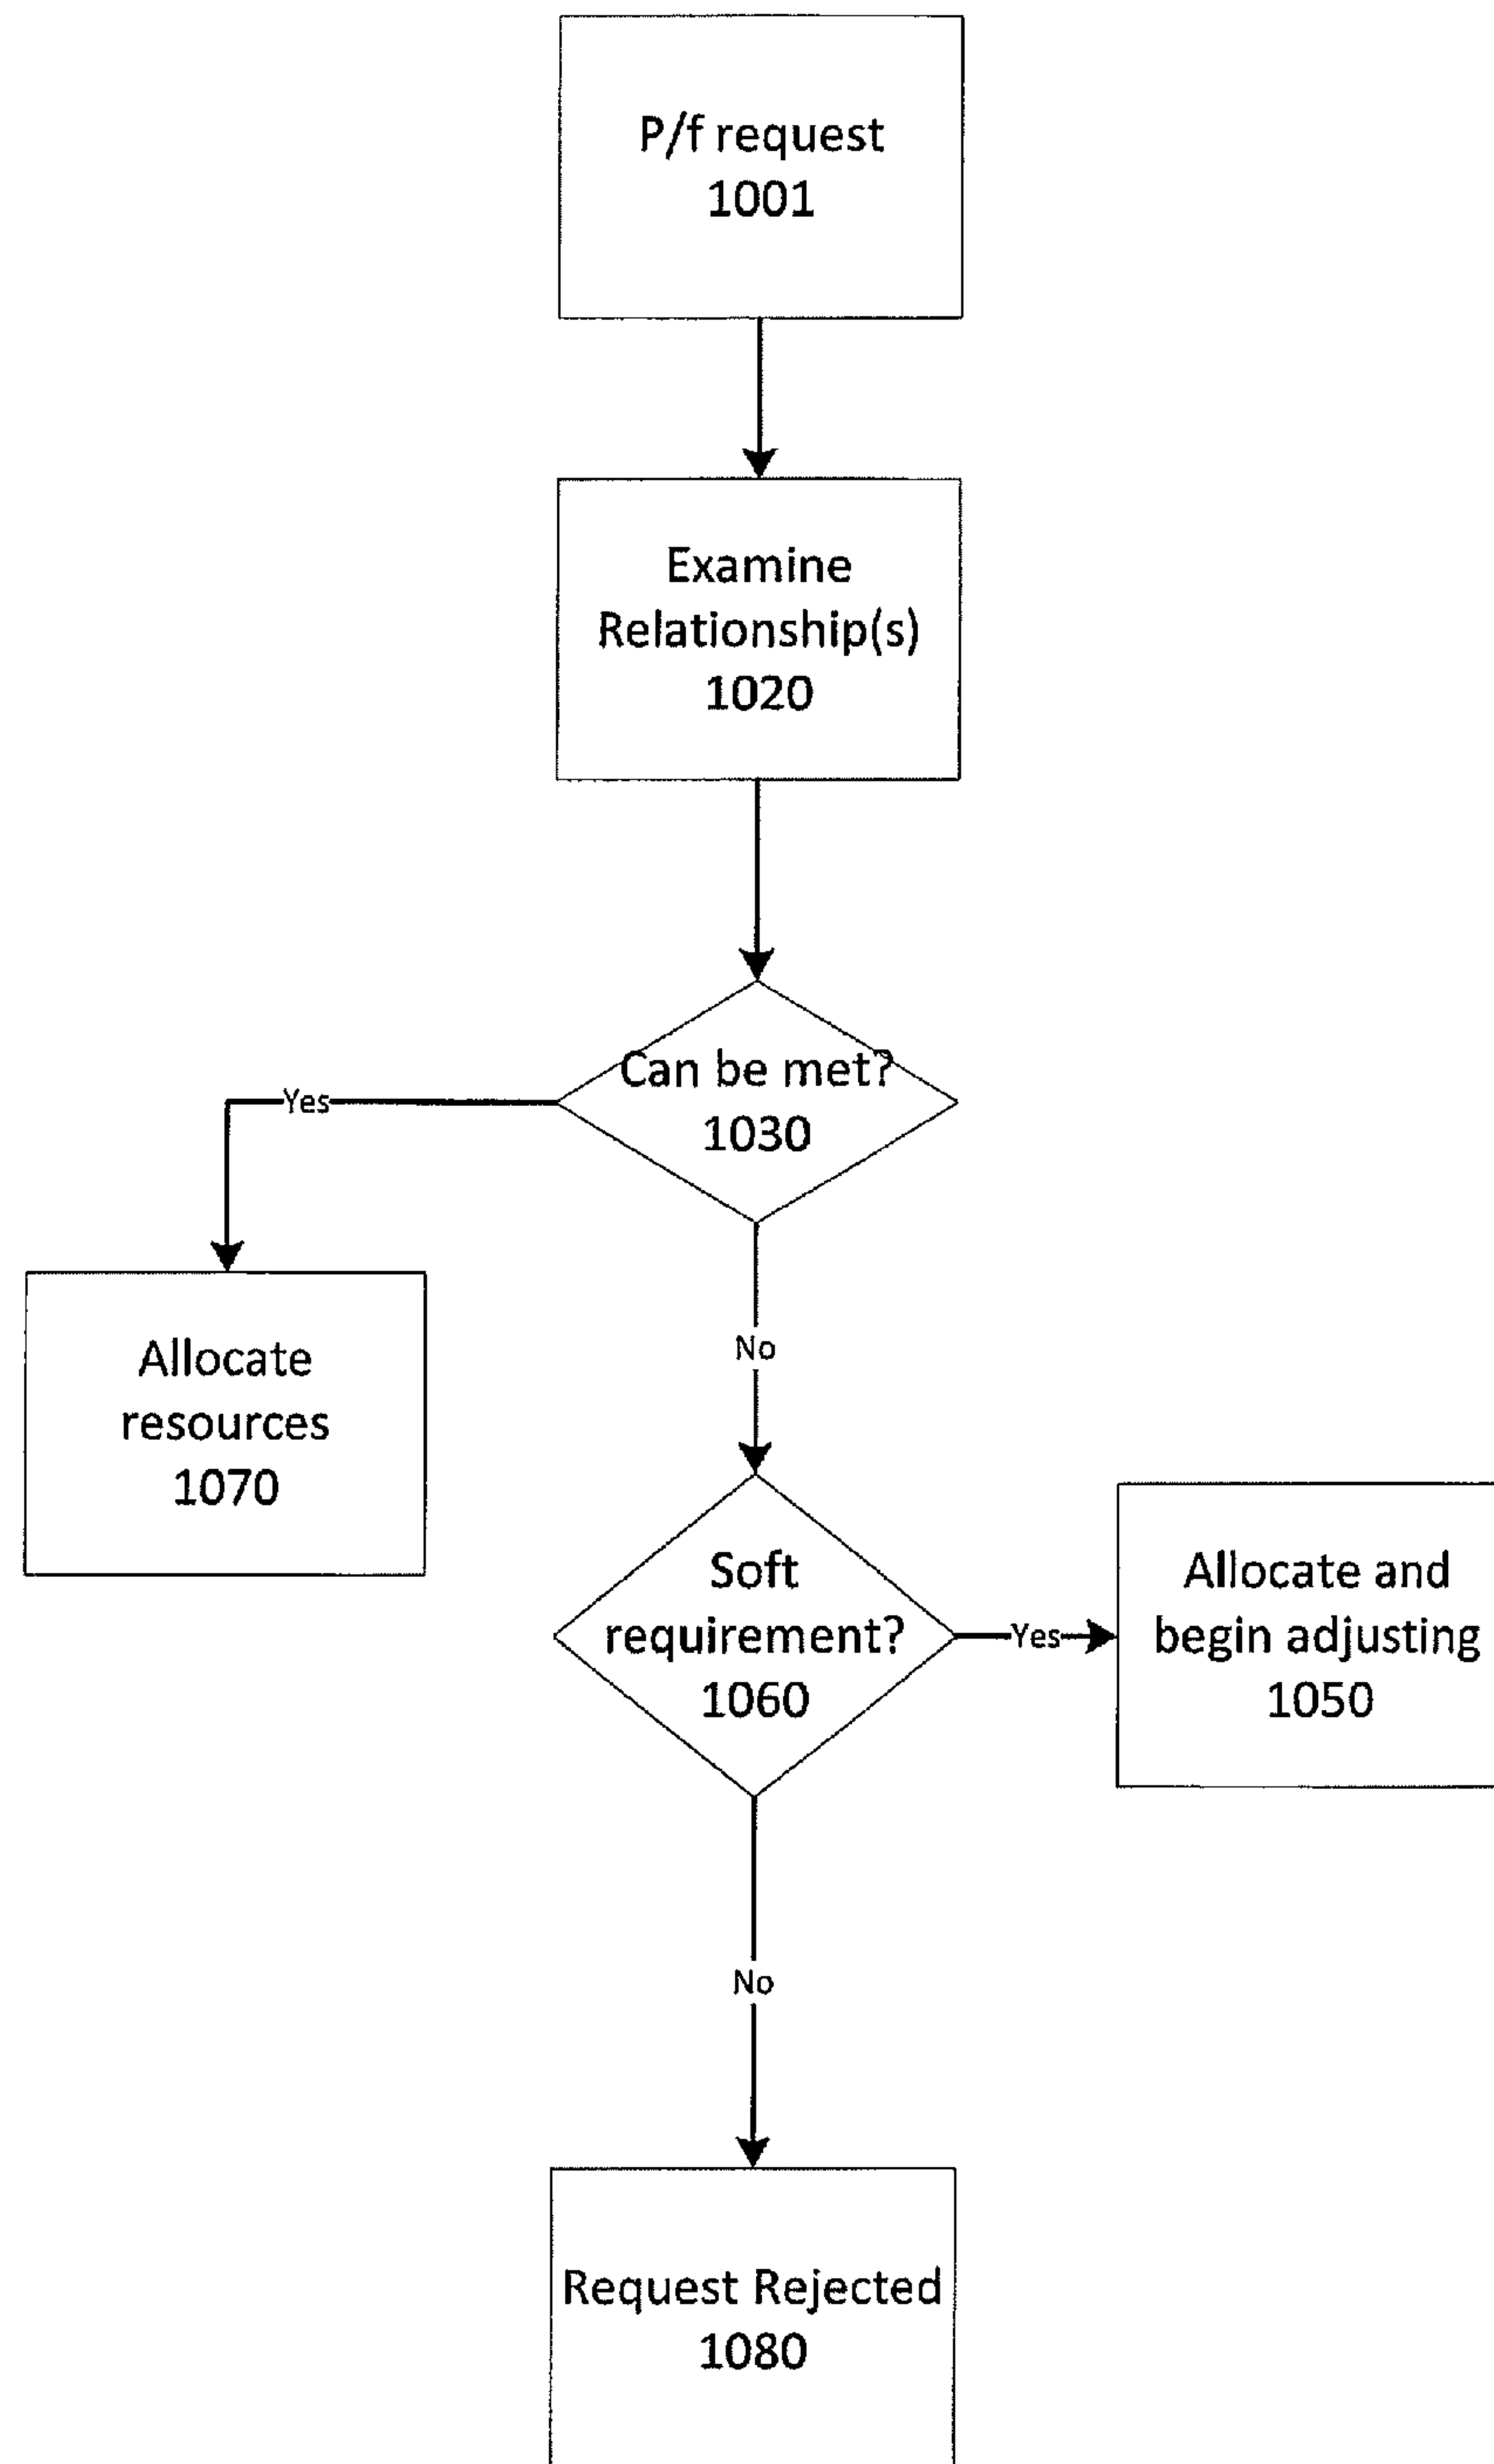 P/f request
1001
Examine
Relationship(s)
1020
Can be met?
1030
Yes
No
Allocate
resources
1070
Soft
requirement?
1060
Yes
Allocate and
begin adjusting
1050
No
Request Rejected
1080